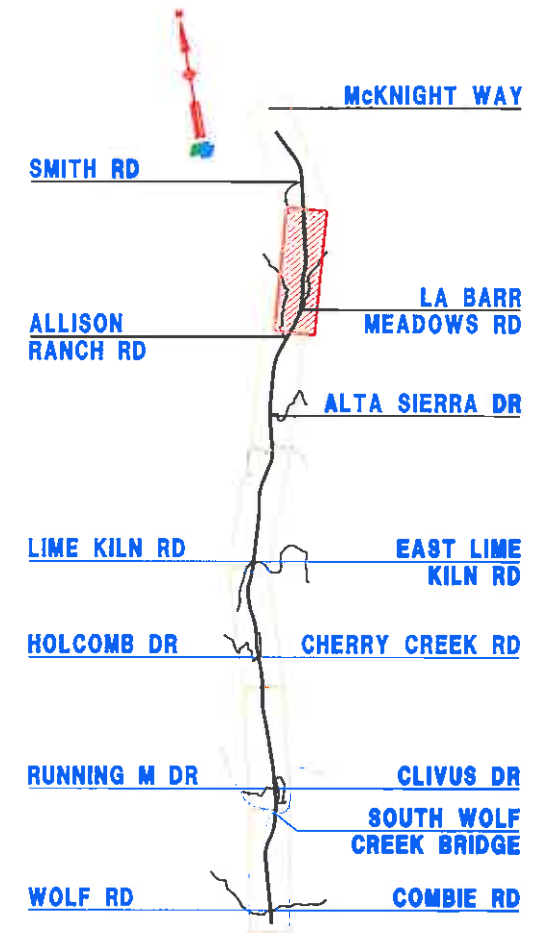 McKNIGHT WAY
SMITH RD
LA BARR
MEADOWS RD
ALLISON
RANCH RD
ALTA SIERRA DR
LIME KILN RD
EAST LIME
KILN RD
HOLCOMB DR
CHERRY CREEK RD
RUNNING M DR
CLIVUS DR
SOUTH WOLF
CREEK BRIDGE
WOLF RD
COMBIE RD